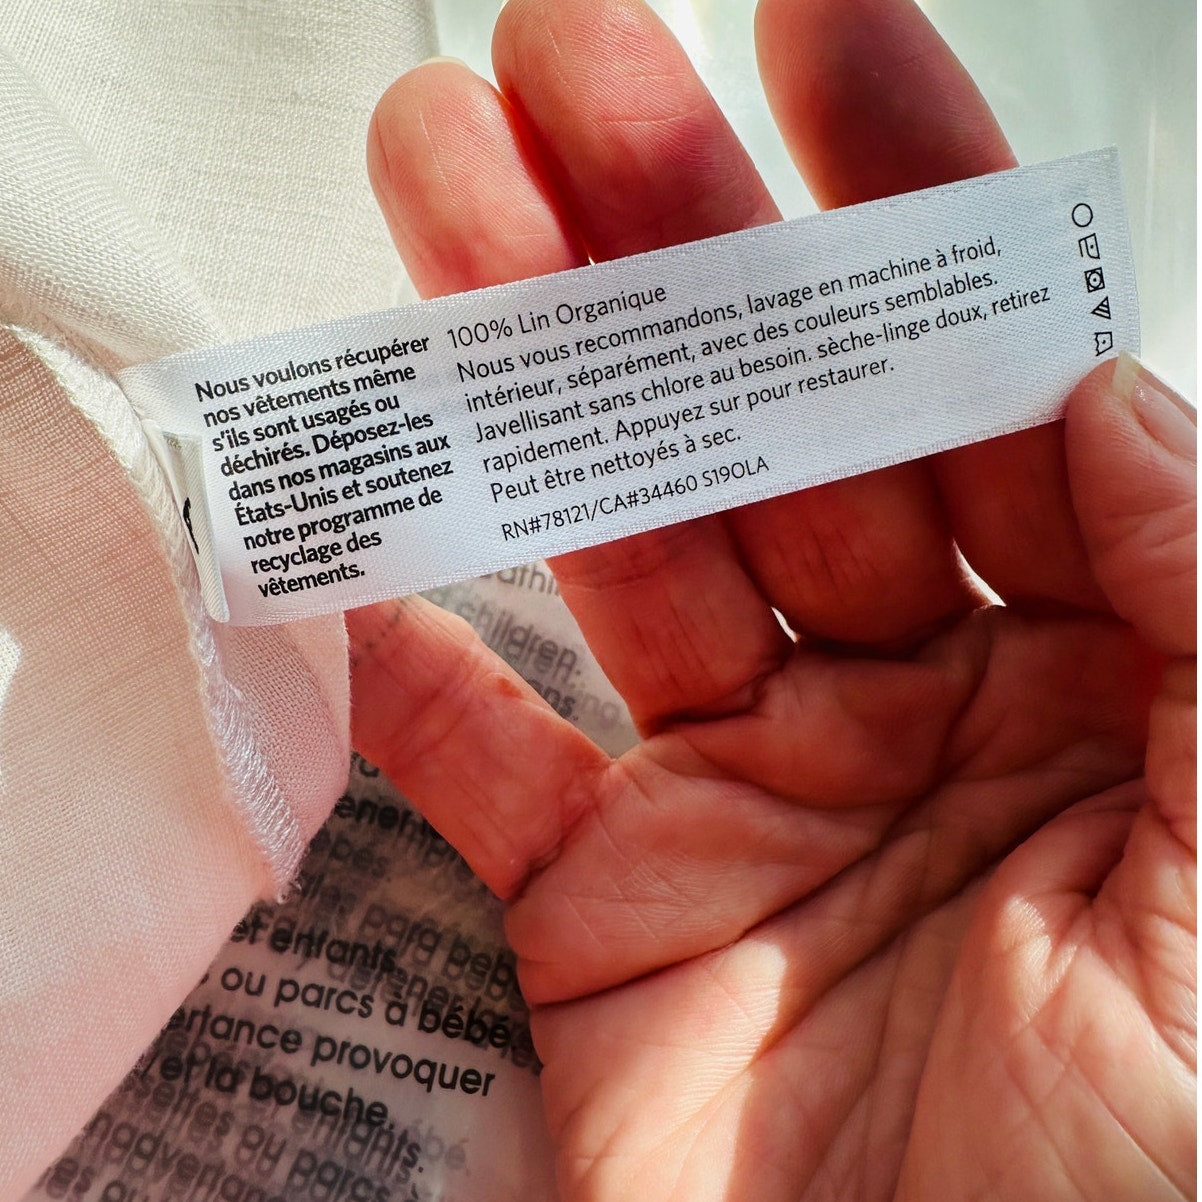 Nous voulons récupérer
nos vêtements même
s'ils sont usagés ou
déchirés. Déposez-les
dans nos magasins aux
États-Unis et soutenez
notre programme de
recyclage des
vêtements.
100% Lin Organique
Nous vous recommandons, lavage en machine à froid,
intérieur, séparément, avec des couleurs semblables.
Javellisant sans chlore au besoin. sèche-linge doux, retirez
rapidement. Appuyez sur pour restaurer.
Peut être nettoyés à sec.
RN#78121/CA#34460 S19OLA
children.
et enfants
ou parcs à bébé
provoquer
/et la bouche.